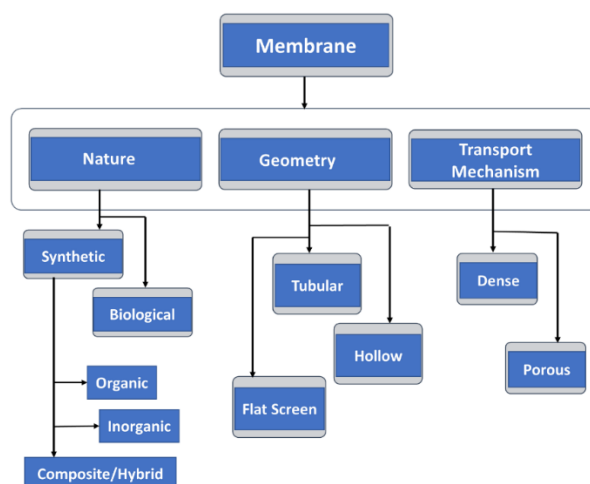 Membrane
Nature
Geometry
Transport
Mechanism
Synthetic
Biological
Organic
Inorganic
Composite/Hybrid
Tubular
Hollow
Flat Screen
Dense
Porous